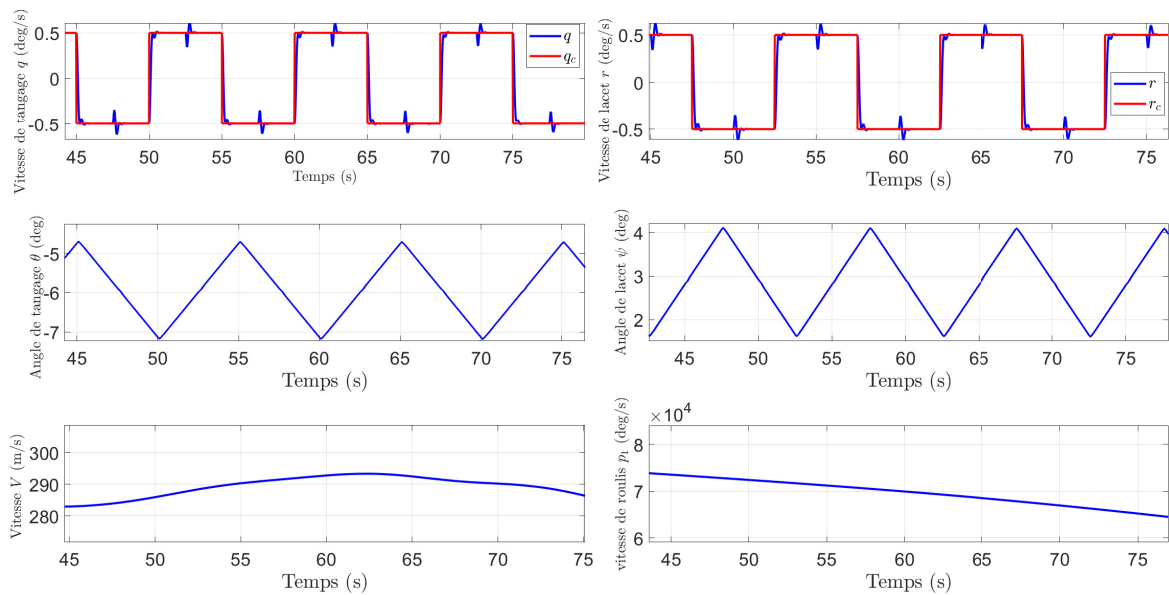 Vitesse de tangage q (deg/s)
0.5
0
-0.5
q
q_c
45 50 55 60 65 70 75
Temps (s)
Vitesse de lacet r (deg/s)
0.5
0
-0.5
r
r_c
45 50 55 60 65 70 75
Temps (s)
Angle de tangage θ (deg)
-5
-6
-7
45 50 55 60 65 70 75
Temps (s)
Angle de lacet ψ (deg)
4
3
2
45 50 55 60 65 70 75
Temps (s)
Vitesse V (m/s)
300
290
280
45 50 55 60 65 70 75
Temps (s)
vitesse de roulis p₁ (deg/s)
×10⁴
8
7
6
45 50 55 60 65 70 75
Temps (s)